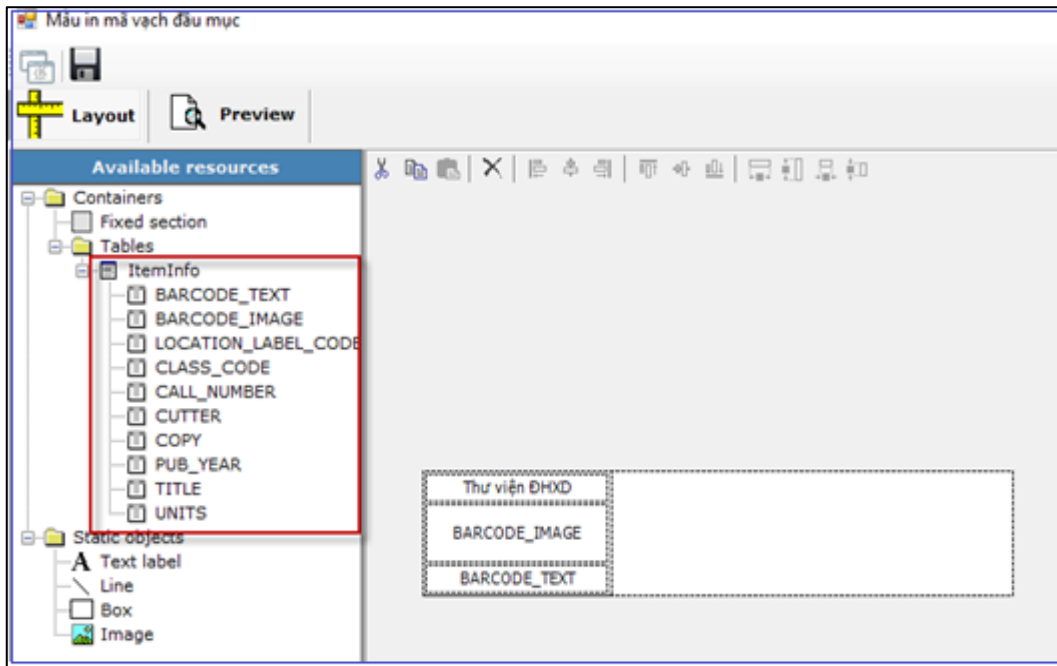 Mẫu in mã vạch đầu mục
Layout
Preview
Available resources
Containers
Fixed section
Tables
ItemInfo
BARCODE_TEXT
BARCODE_IMAGE
LOCATION_LABEL_CODE
CLASS_CODE
CALL_NUMBER
CUTTER
COPY
PUB_YEAR
TITLE
UNITS
Static objects
A Text label
Line
Box
Image
Thư viện ĐHXD
BARCODE_IMAGE
BARCODE_TEXT